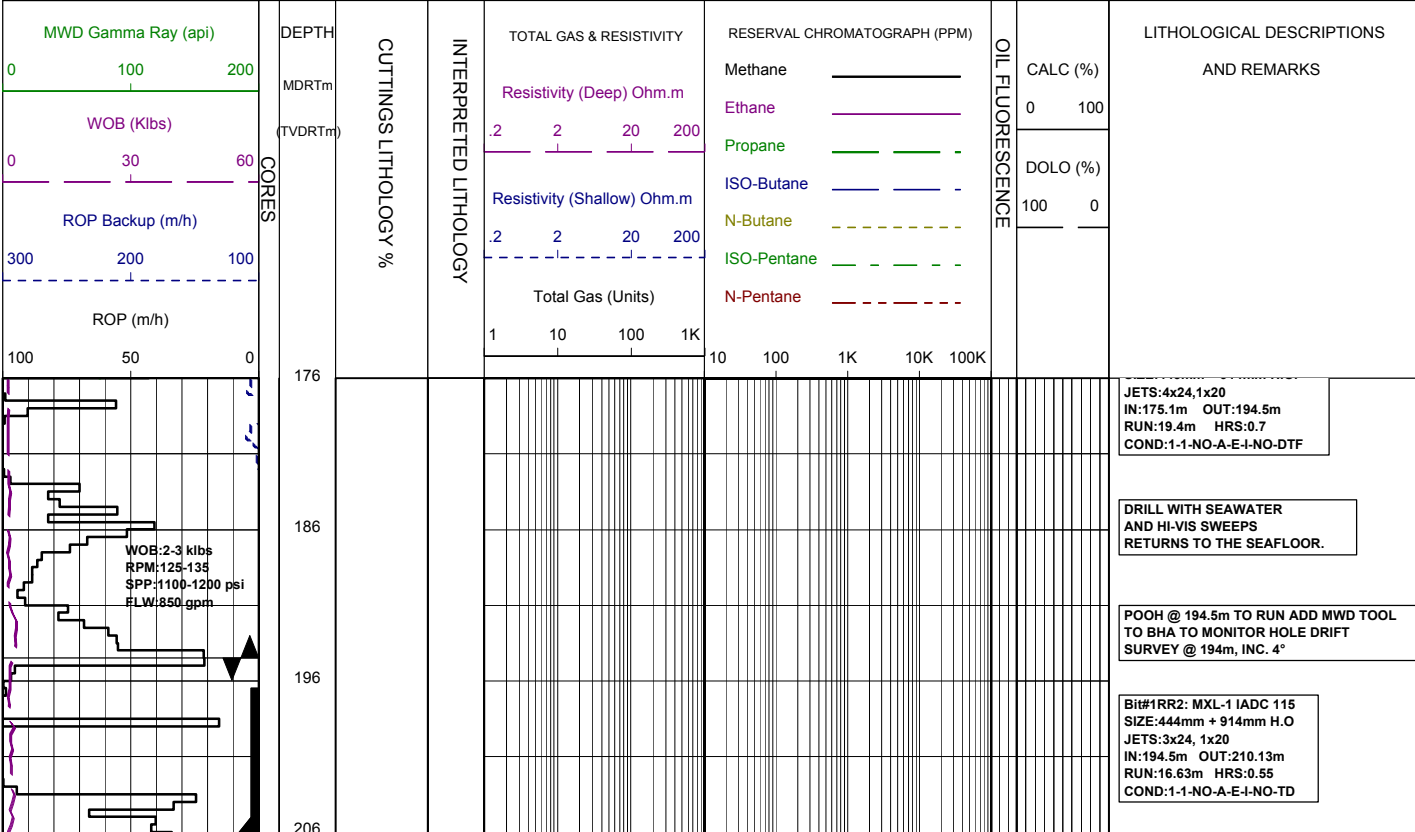 MWD Gamma Ray (api)
0 100 200
WOB (Klbs)
0 30 60
ROP Backup (m/h)
300 200 100
ROP (m/h)
100 50 0
CORES
DEPTH
MDRTm
(TVDRTm)
CUTTINGS LITHOLOGY %
INTERPRETED LITHOLOGY
TOTAL GAS & RESISTIVITY
Resistivity (Deep) Ohm.m
.2 2 20 200
Resistivity (Shallow) Ohm.m
.2 2 20 200
Total Gas (Units)
1 10 100 1K
RESERVAL CHROMATOGRAPH (PPM)
Methane
Ethane
Propane
ISO-Butane
N-Butane
ISO-Pentane
N-Pentane
10 100 1K 10K 100K
OIL FLUORESCENCE
CALC (%)
0 100
DOLO (%)
100 0
LITHOLOGICAL DESCRIPTIONS
AND REMARKS
176
186
196
206
WOB:2-3 klbs
RPM:125-135
SPP:1100-1200 psi
FLW:850 gpm
JETS:4x24,1x20
IN:175.1m OUT:194.5m
RUN:19.4m HRS:0.7
COND:1-1-NO-A-E-I-NO-DTF
DRILL WITH SEAWATER
AND HI-VIS SWEEPS
RETURNS TO THE SEAFLOOR.
POOH @ 194.5m TO RUN ADD MWD TOOL
TO BHA TO MONITOR HOLE DRIFT
SURVEY @ 194m, INC. 4°
Bit#1RR2: MXL-1 IADC 115
SIZE:444mm + 914mm H.O
JETS:3x24, 1x20
IN:194.5m OUT:210.13m
RUN:16.63m HRS:0.55
COND:1-1-NO-A-E-I-NO-TD